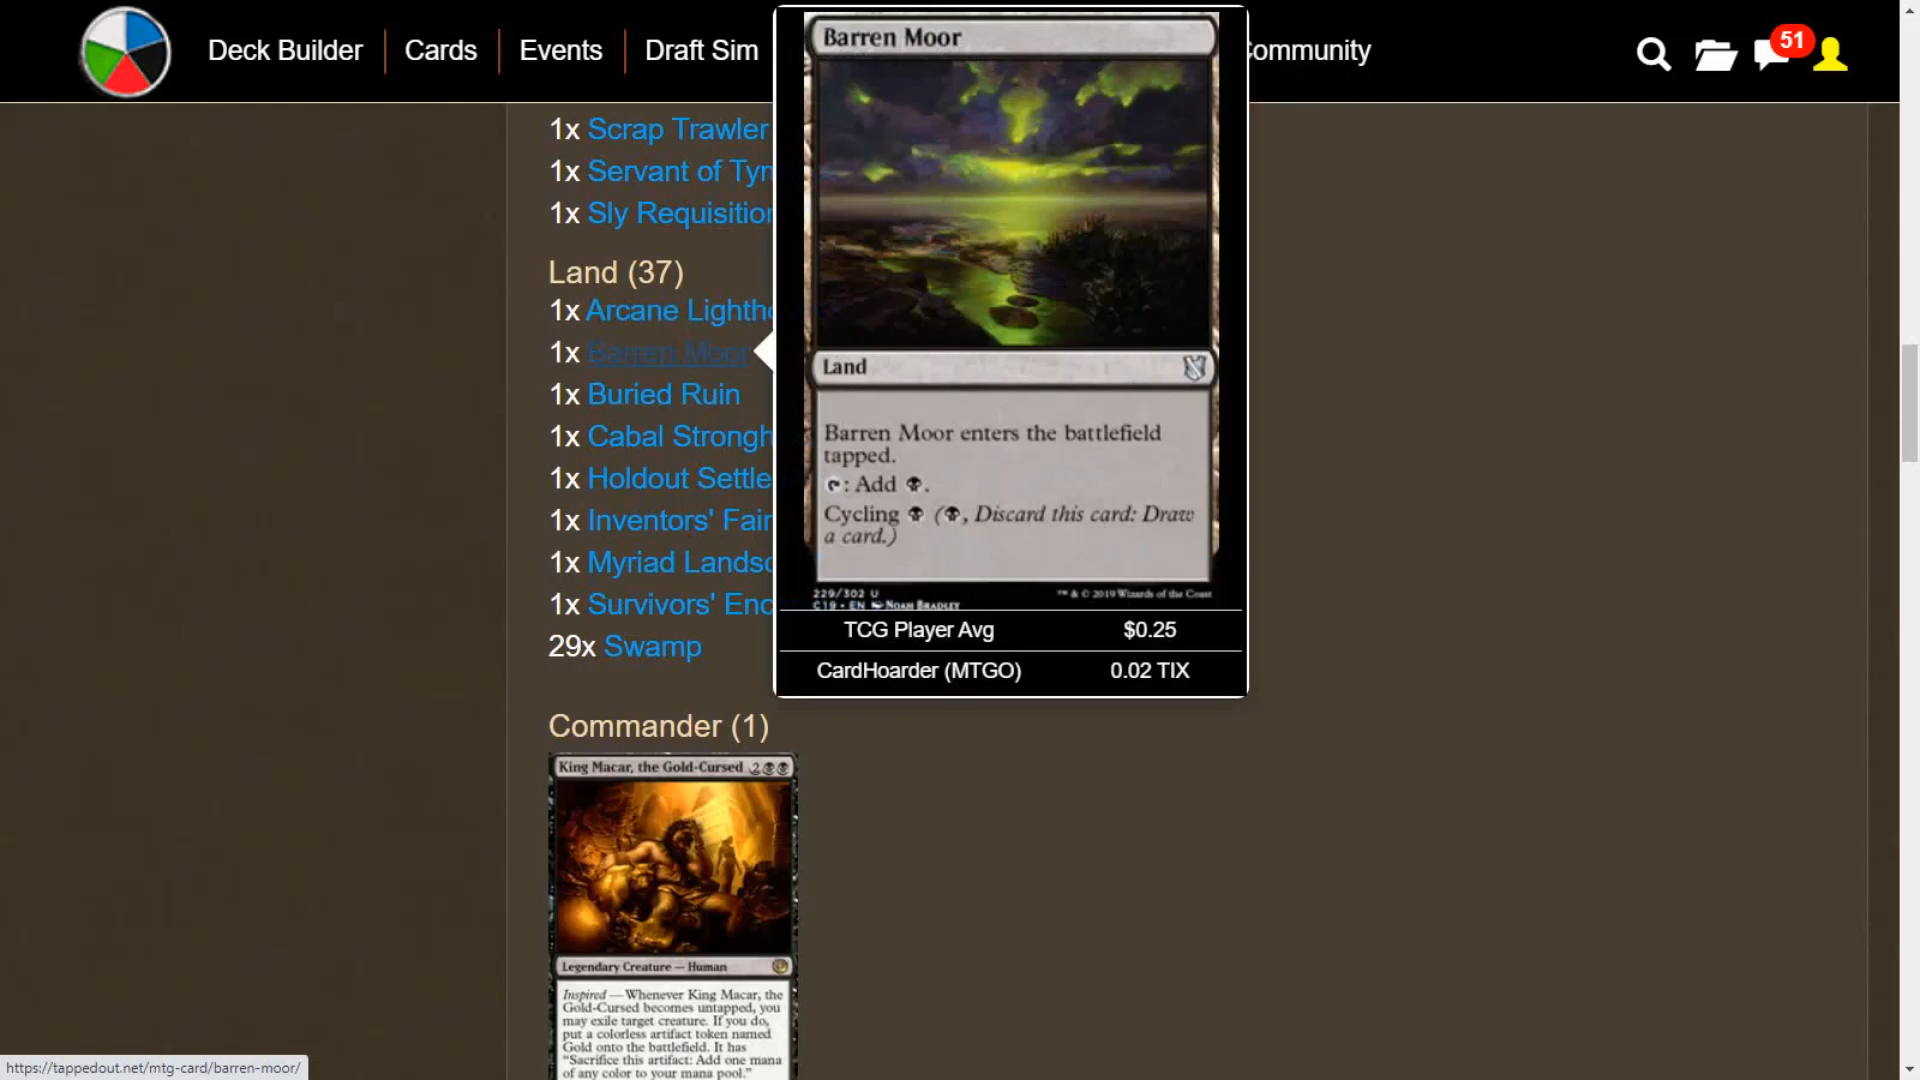 Deck Builder
Cards
Events
Draft Sim
Community
51
1x Scrap Trawler
1x Servant of Tym
1x Sly Requisition
Land (37)
1x Arcane Lightho
1x Barren Moor
1x Buried Ruin
1x Cabal Strongh
1x Holdout Settle
1x Inventors' Fair
1x Myriad Landsc
1x Survivors' Enc
29x Swamp
Barren Moor
Land
Barren Moor enters the battlefield
tapped.
: Add .
Cycling (, Discard this card: Draw
a card.)
229/302 U
C19 • EN NOAH BRADLEY
™ & © 2019 Wizards of the Coast
TCG Player Avg $0.25
CardHoarder (MTGO) 0.02 TIX
Commander (1)
King Macar, the Gold-Cursed 2
Legendary Creature — Human
Inspired — Whenever King Macar, the
Gold-Cursed becomes untapped, you
may exile target creature. If you do,
put a colorless artifact token named
Gold onto the battlefield. It has
"Sacrifice this artifact: Add one mana
of any color to your mana pool."
https://tappedout.net/mtg-card/barren-moor/